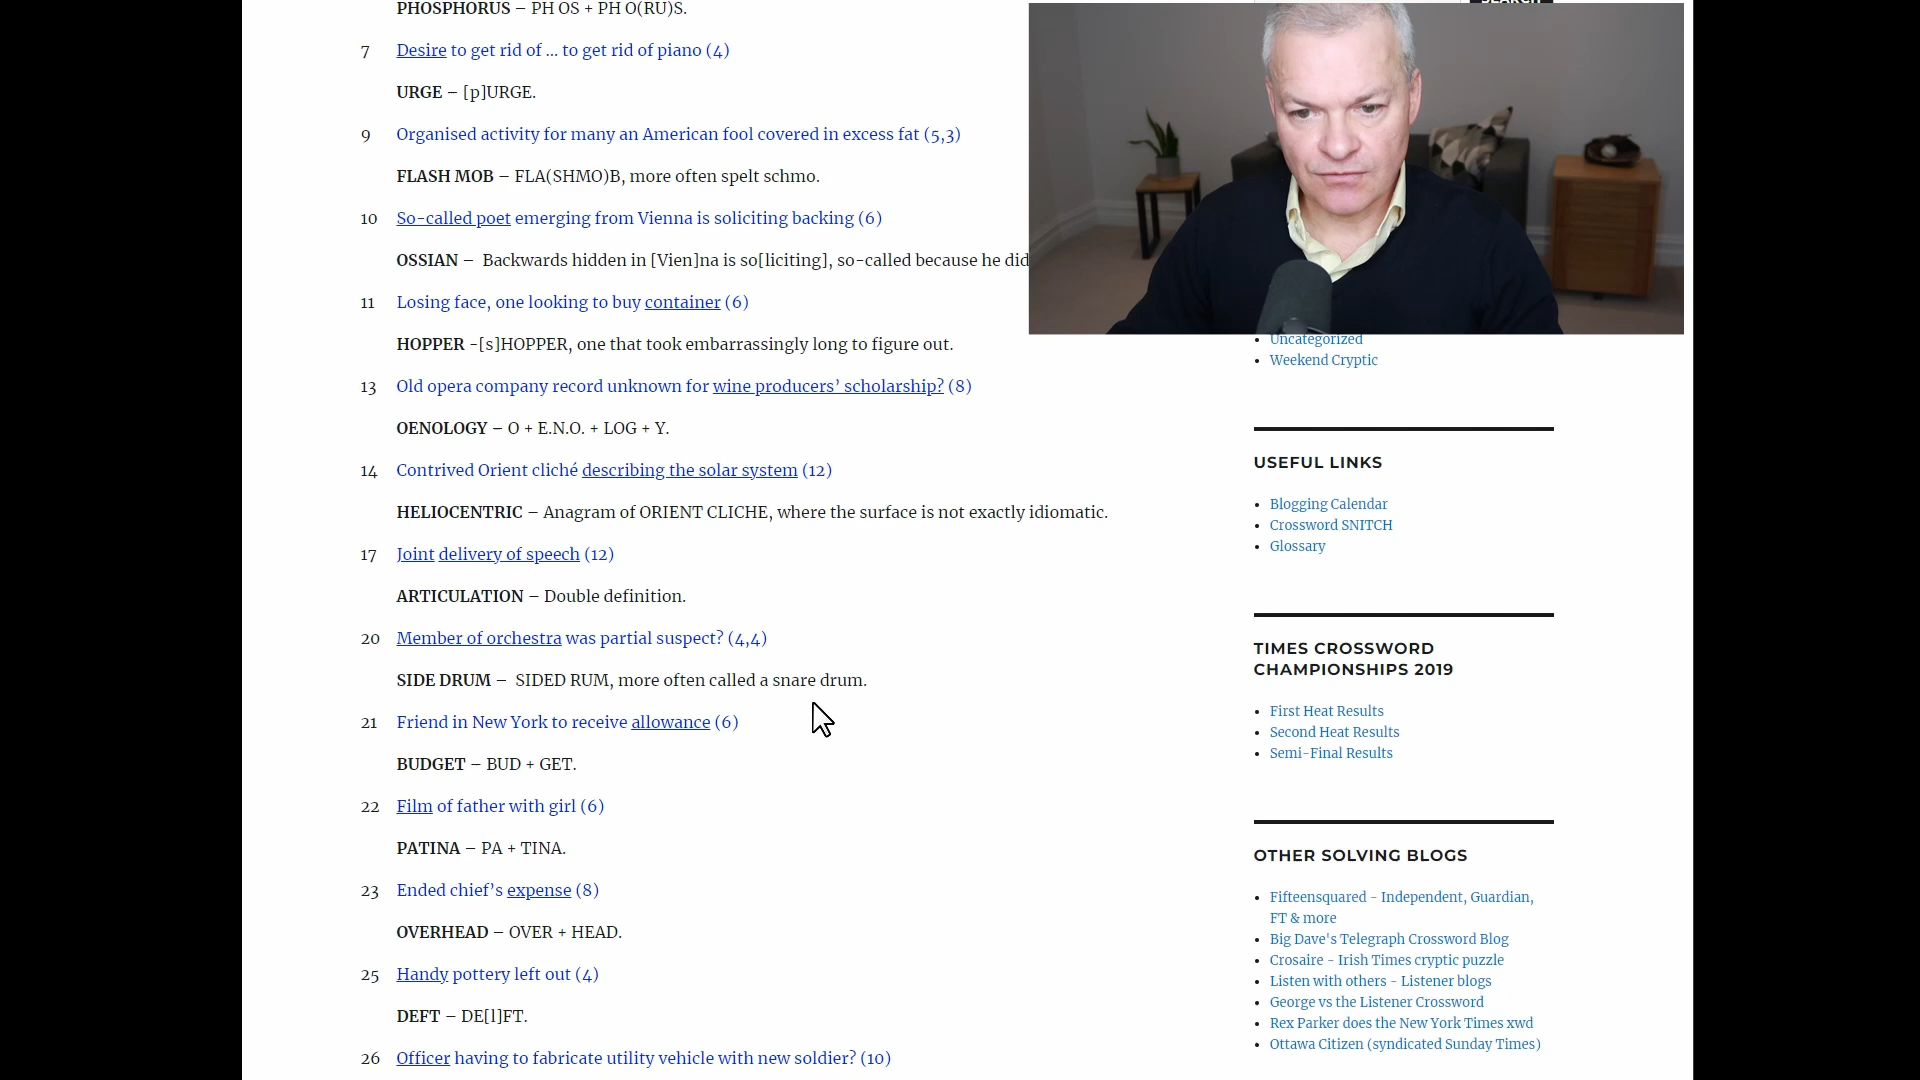 PHOSPHORUS – PH OS + PH O(RU)S.
7 Desire to get rid of … to get rid of piano (4)
URGE – [p]URGE.
9 Organised activity for many an American fool covered in excess fat (5,3)
FLASH MOB – FLA(SHMO)B, more often spelt schmo.
10 So-called poet emerging from Vienna is soliciting backing (6)
OSSIAN – Backwards hidden in [Vien]na is so[liciting], so-called because he did
11 Losing face, one looking to buy container (6)
HOPPER -[s]HOPPER, one that took embarrassingly long to figure out.
13 Old opera company record unknown for wine producers’ scholarship? (8)
OENOLOGY – O + E.N.O. + LOG + Y.
14 Contrived Orient cliché describing the solar system (12)
HELIOCENTRIC – Anagram of ORIENT CLICHE, where the surface is not exactly idiomatic.
17 Joint delivery of speech (12)
ARTICULATION – Double definition.
20 Member of orchestra was partial suspect? (4,4)
SIDE DRUM – SIDED RUM, more often called a snare drum.
21 Friend in New York to receive allowance (6)
BUDGET – BUD + GET.
22 Film of father with girl (6)
PATINA – PA + TINA.
23 Ended chief’s expense (8)
OVERHEAD – OVER + HEAD.
25 Handy pottery left out (4)
DEFT – DE[l]FT.
26 Officer having to fabricate utility vehicle with new soldier? (10)
SEARCH
Uncategorized
Weekend Cryptic
USEFUL LINKS
Blogging Calendar
Crossword SNITCH
Glossary
TIMES CROSSWORD
CHAMPIONSHIPS 2019
First Heat Results
Second Heat Results
Semi-Final Results
OTHER SOLVING BLOGS
Fifteensquared - Independent, Guardian,
FT & more
Big Dave's Telegraph Crossword Blog
Crosaire - Irish Times cryptic puzzle
Listen with others - Listener blogs
George vs the Listener Crossword
Rex Parker does the New York Times xwd
Ottawa Citizen (syndicated Sunday Times)